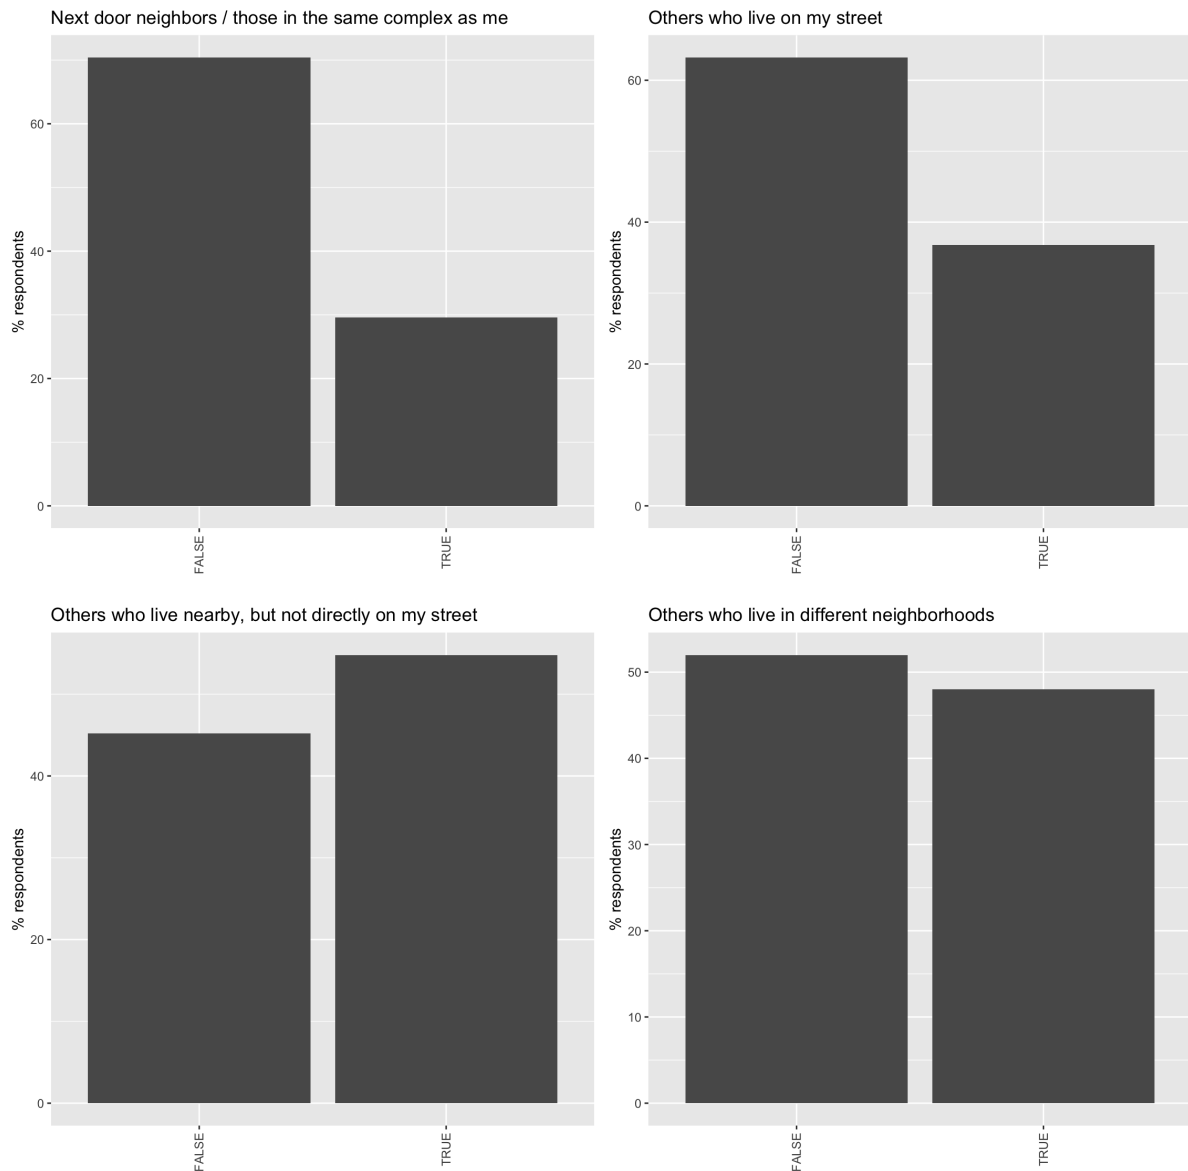 Next door neighbors / those in the same complex as me
% respondents
60
40
20
0
FALSE
TRUE
Others who live on my street
% respondents
60
40
20
0
FALSE
TRUE
Others who live nearby, but not directly on my street
% respondents
40
20
0
FALSE
TRUE
Others who live in different neighborhoods
% respondents
50
40
30
20
10
0
FALSE
TRUE